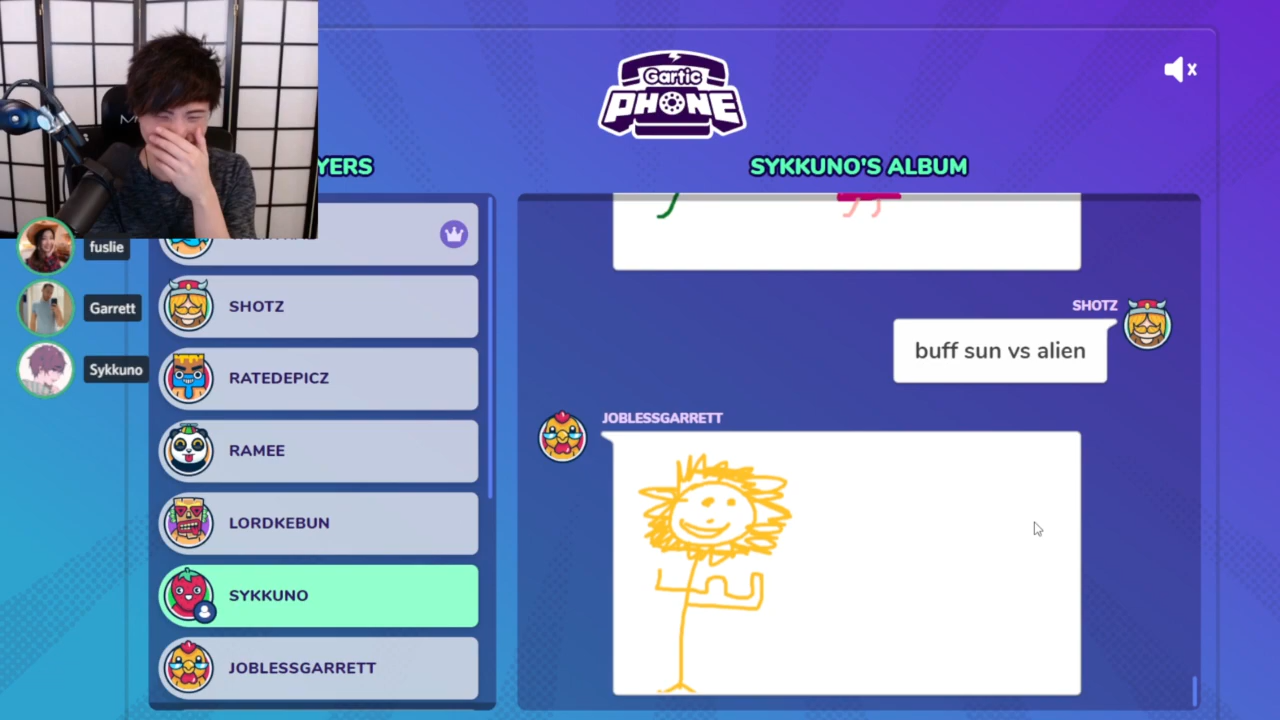 Gartic
PHONE
YERS
SYKKUNO'S ALBUM
fuslie
SHOTZ
SHOTZ
Garrett
buff sun vs alien
Sykkuno
RATEDEPICZ
JOBLESSGARRETT
RAMEE
LORDKEBUN
SYKKUNO
JOBLESSGARRETT